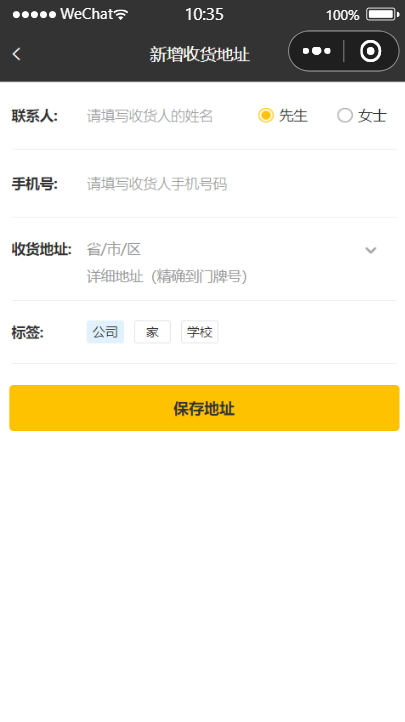 WeChat 10:35 100%
新增收货地址
联系人: 请填写收货人的姓名 先生 女士
手机号: 请填写收货人手机号码
收货地址: 省/市/区
详细地址（精确到门牌号）
标签: 公司 家 学校
保存地址